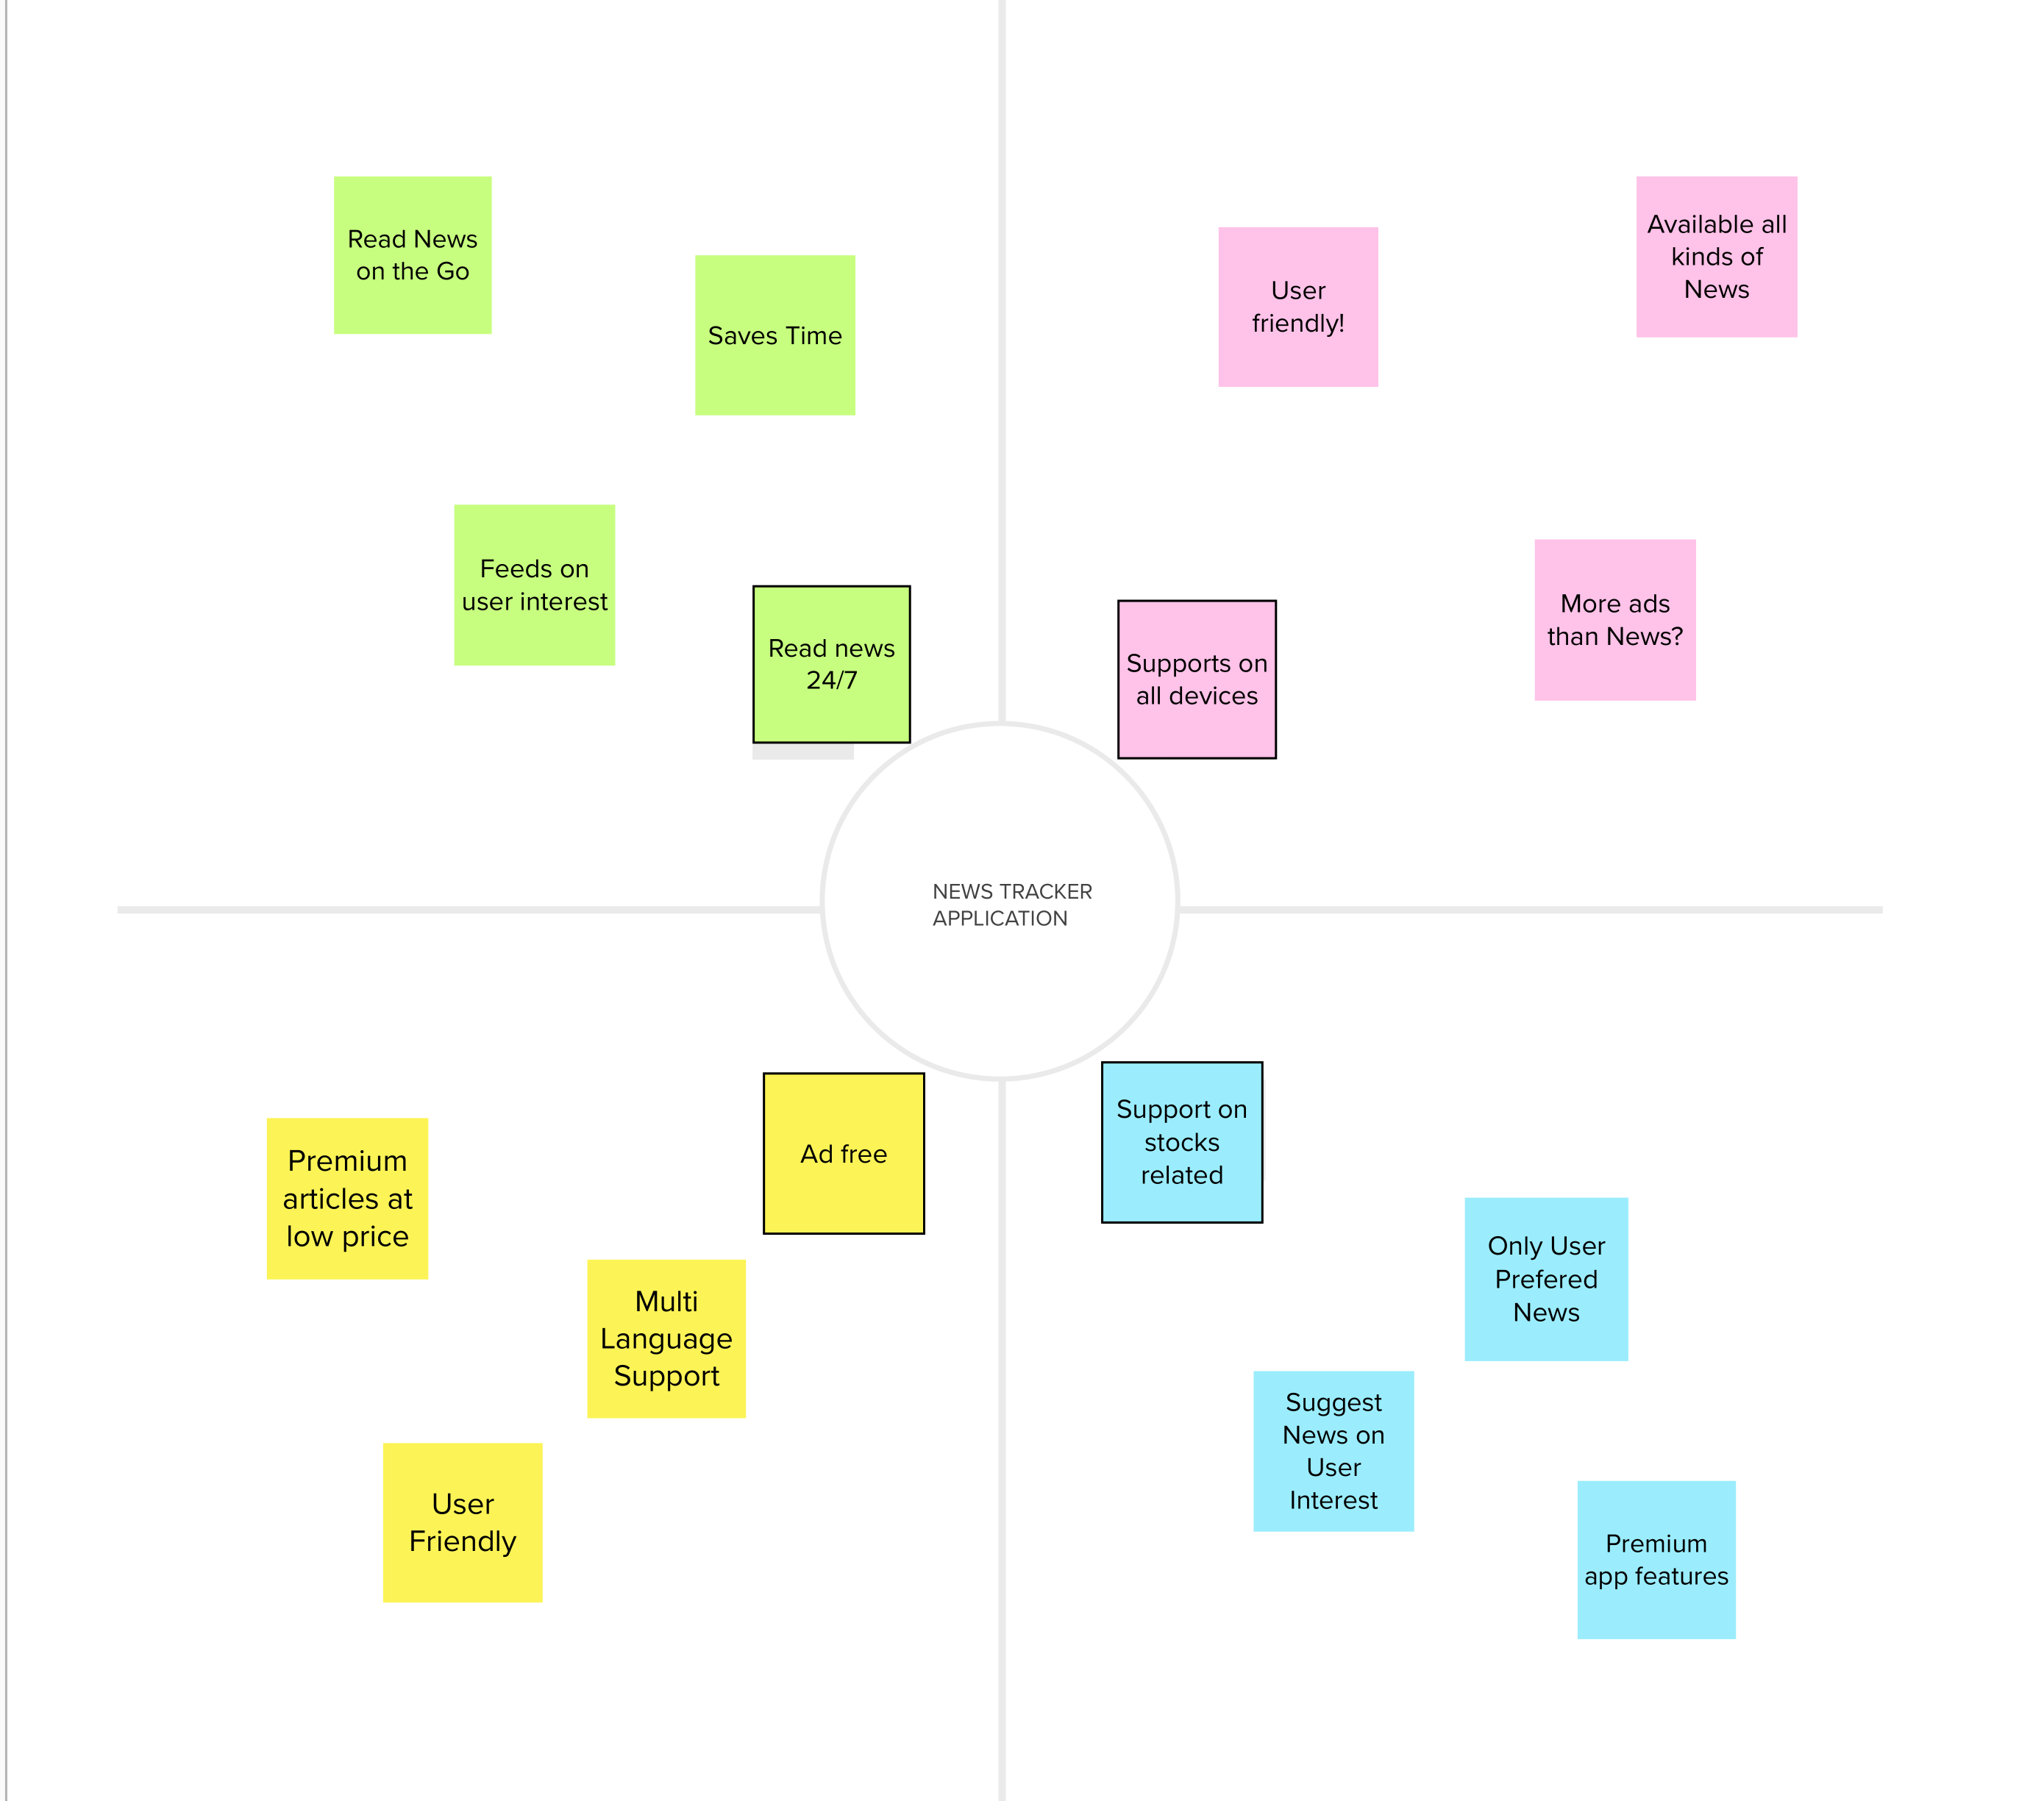 Read News
on the Go
Saves Time
Feeds on
user interest
Read news
24/7
User
friendly!
Available all
kinds of
News
More ads
than News?
Supports on
all devices
NEWS TRACKER
APPLICATION
Premium
articles at
low price
Multi
Language
Support
Ad free
User
Friendly
Support on
stocks
related
Only User
Prefered
News
Suggest
News on
User
Interest
Premium
app features